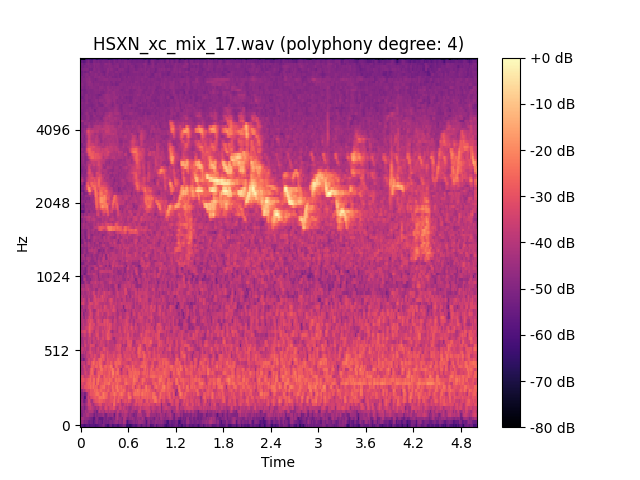 HSXN_xc_mix_17.wav (polyphony degree: 4)
Hz
4096
2048
1024
512
0
0 0.6 1.2 1.8 2.4 3 3.6 4.2 4.8
Time
+0 dB
-10 dB
-20 dB
-30 dB
-40 dB
-50 dB
-60 dB
-70 dB
-80 dB